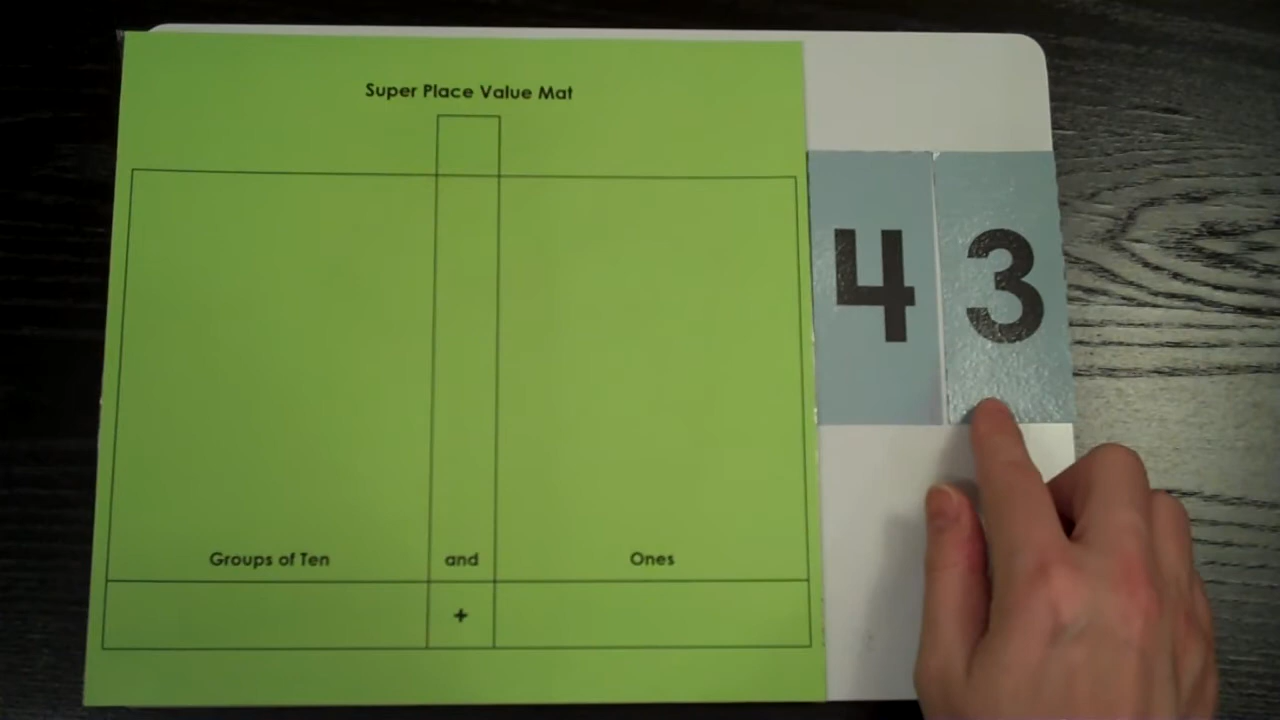 Super Place Value Mat
43
Groups of Ten and Ones
+